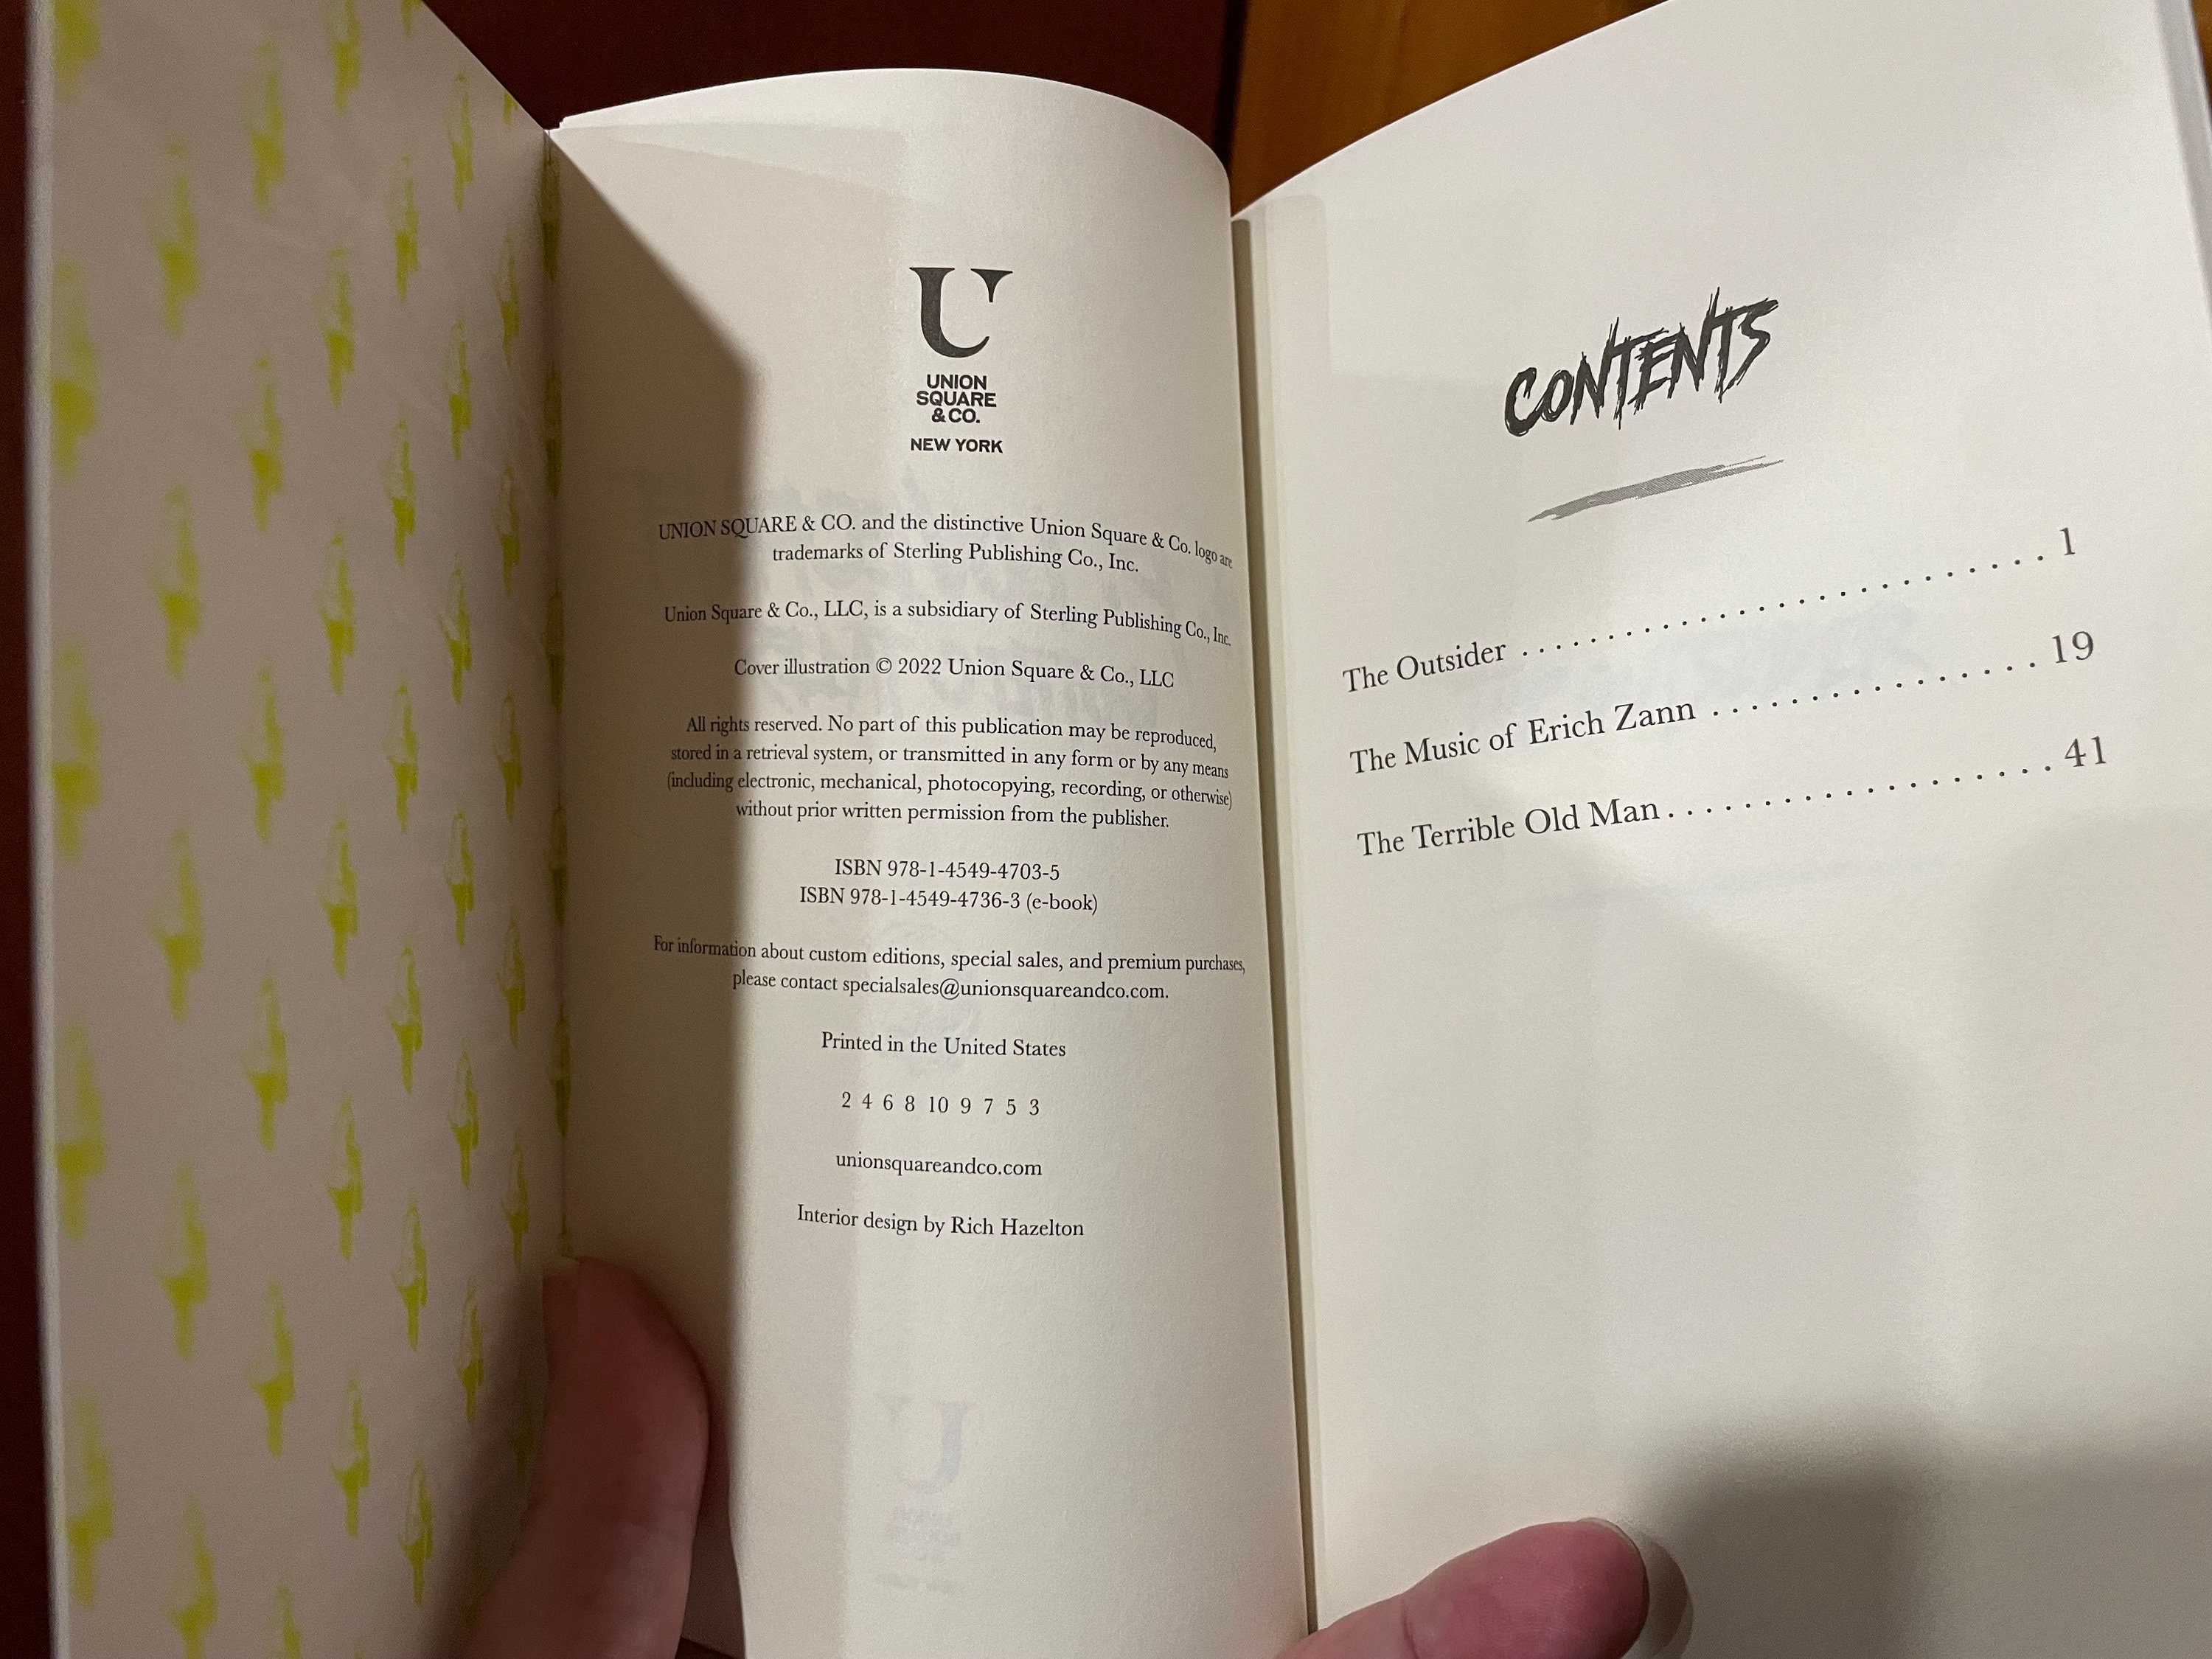 U
UNION
SQUARE
& CO.
NEW YORK
UNION SQUARE & CO. and the distinctive Union Square & Co. logo are
trademarks of Sterling Publishing Co., Inc.
Union Square & Co., LLC, is a subsidiary of Sterling Publishing Co., Inc.
Cover illustration © 2022 Union Square & Co., LLC
All rights reserved. No part of this publication may be reproduced,
stored in a retrieval system, or transmitted in any form or by any means
(including electronic, mechanical, photocopying, recording, or otherwise)
without prior written permission from the publisher.
ISBN 978-1-4549-4703-5
ISBN 978-1-4549-4736-3 (e-book)
For information about custom editions, special sales, and premium purchases,
please contact specialsales@unionsquareandco.com.
Printed in the United States
2 4 6 8 10 9 7 5 3
unionsquareandco.com
Interior design by Rich Hazelton
CONTENTS
The Outsider . . . . . . . . . . . . . . . . . . . . . . . . . . . 1
The Music of Erich Zann . . . . . . . . . . . . . . . . . 19
The Terrible Old Man . . . . . . . . . . . . . . . . . . . . 41